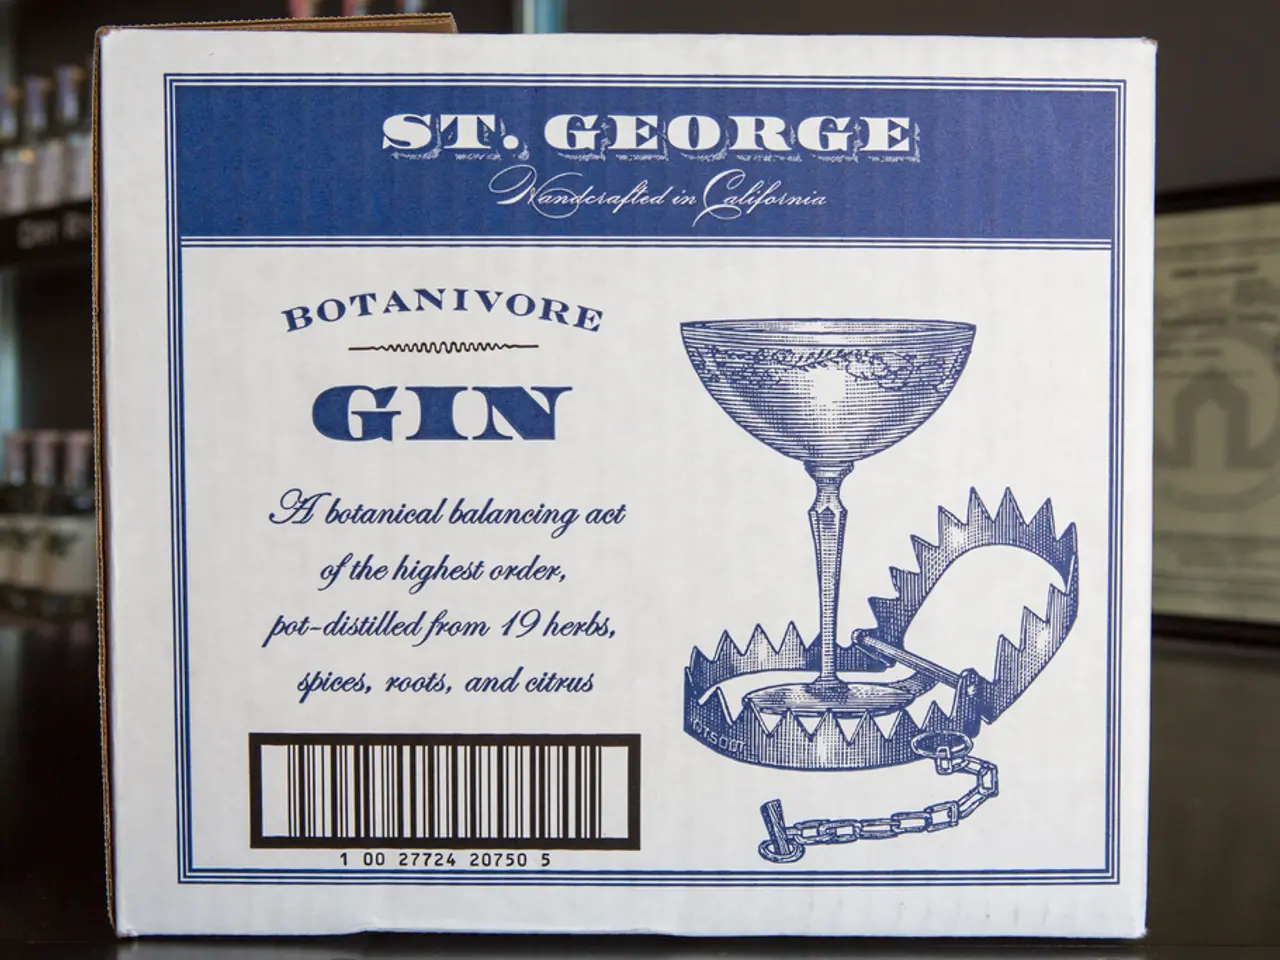 ST. GEORGE
Handcrafted in California
BOTANIVORE
GIN
A botanical balancing act
of the highest order,
pot-distilled from 19 herbs,
spices, roots, and citrus
1 00 27724 20750 5